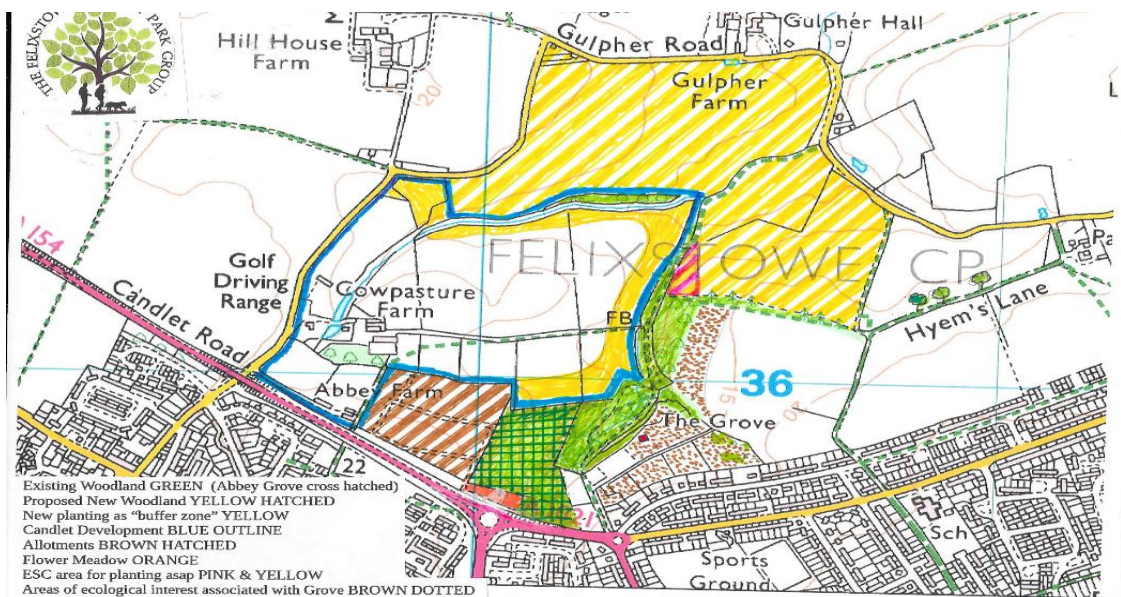 THE FELIXSTOWE
PARK GROUP
Hill House
Farm
20
Gulpher Road
Gulpher Hall
Gulpher
Farm
154
Golf
Driving
Range
Candlet Road
Cowpasture
Farm
FELIXSTOWE CP
Hyem's Lane
FB
36
15
20
Abbey Farm
The Grove
22
21
Sch
Sports
Ground
Existing Woodland GREEN (Abbey Grove cross hatched)
Proposed New Woodland YELLOW HATCHED
New planting as “buffer zone” YELLOW
Candlet Development BLUE OUTLINE
Allotments BROWN HATCHED
Flower Meadow ORANGE
ESC area for planting asap PINK & YELLOW
Areas of ecological interest associated with Grove BROWN DOTTED